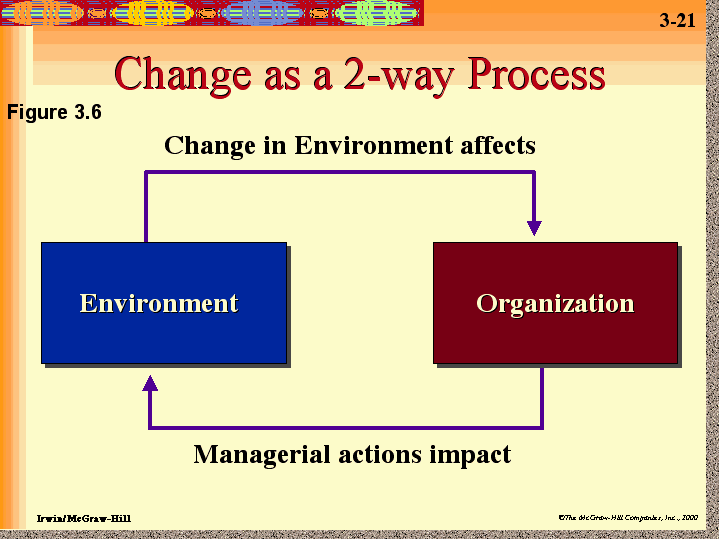 3-21
Change as a 2-way Process
Figure 3.6
Change in Environment affects
Environment
Organization
Managerial actions impact
Irwin/McGraw-Hill
©The McGraw-Hill Companies, Inc., 2000